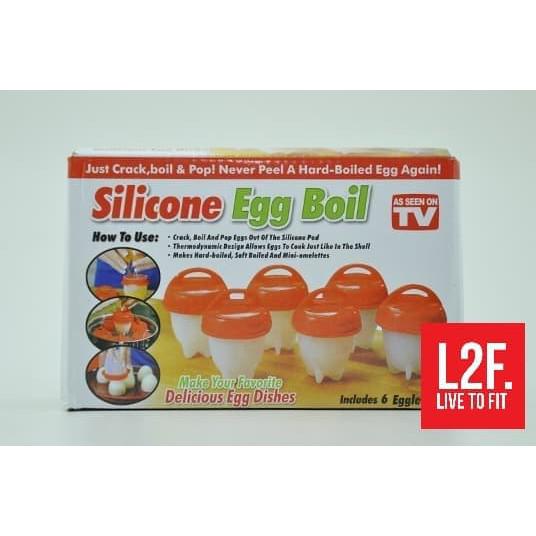 Just Crack,boil & Pop! Never Peel A Hard-Boiled Egg Again!
Silicone Egg Boil
AS SEEN ON
TV
How To Use:
• Crack, Boil And Pop Eggs Out Of The Silicone Pod
• Thermodynamic Design Allows Eggs To Cook Just Like In The Shell
• Makes Hard-boiled, Soft Boiled And Mini-omelettes
Make Your Favorite
Delicious Egg Dishes
Includes 6
L2F.
LIVE TO FIT